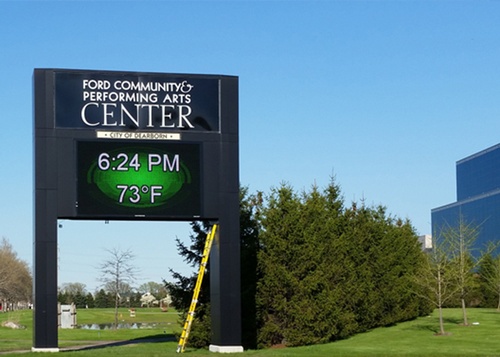 FORD COMMUNITY &
PERFORMING ARTS
CENTER
• CITY OF DEARBORN •
6:24 PM
73°F